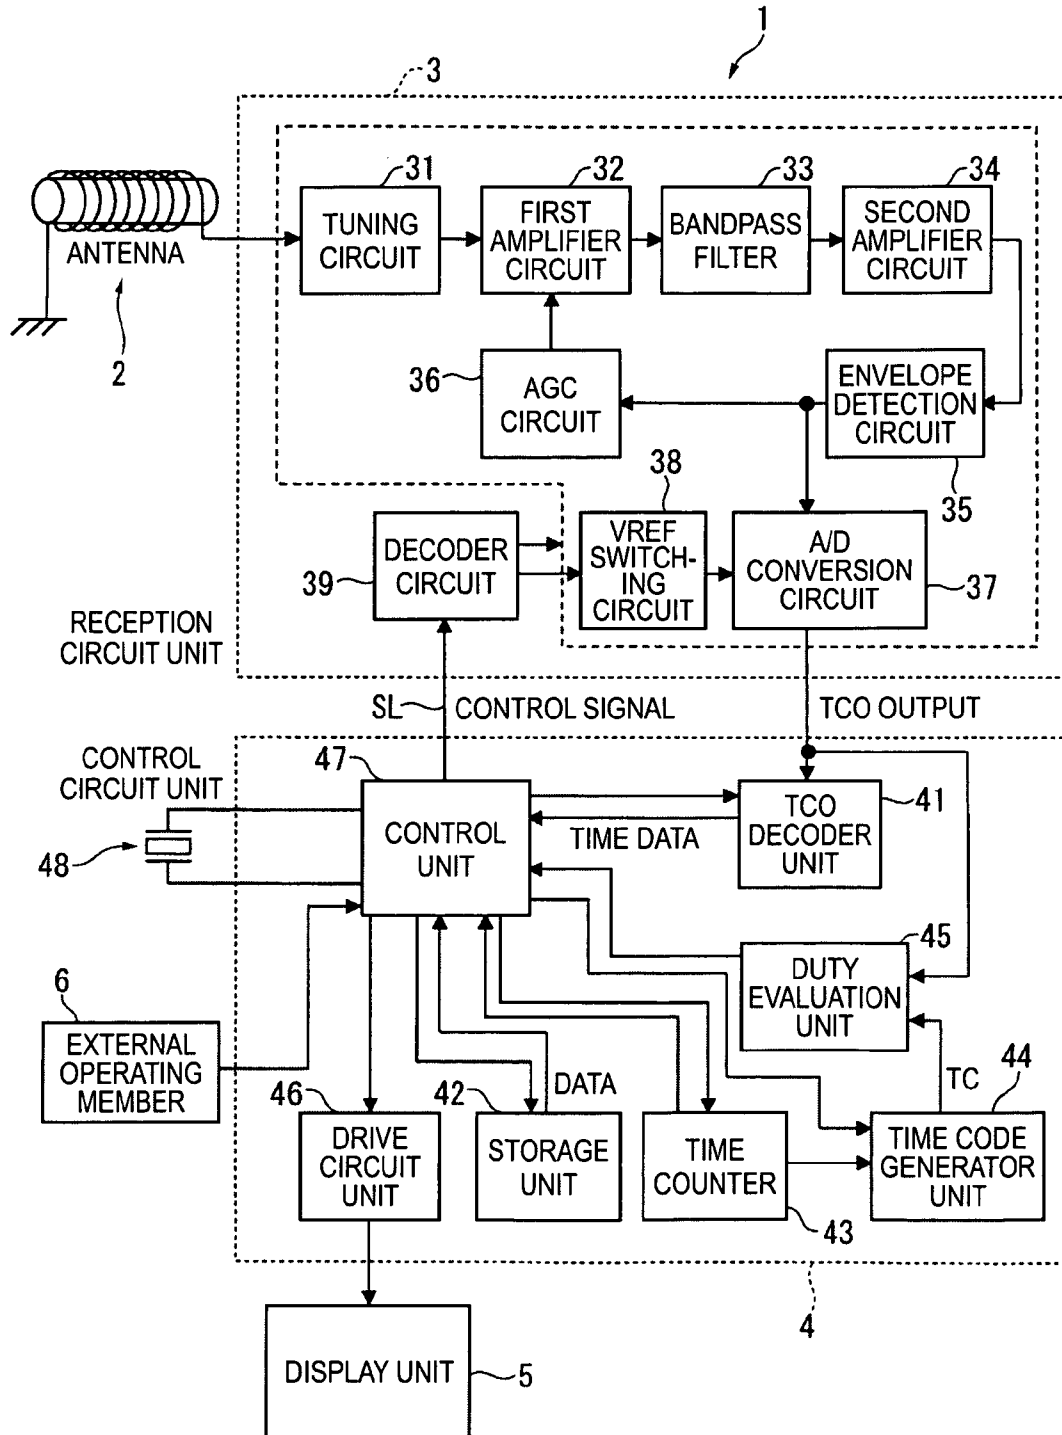 1
3
31
32
33
34
TUNING
CIRCUIT
FIRST
AMPLIFIER
CIRCUIT
BANDPASS
FILTER
SECOND
AMPLIFIER
CIRCUIT
ANTENNA
2
36
AGC
CIRCUIT
ENVELOPE
DETECTION
CIRCUIT
35
38
DECODER
CIRCUIT
39
VREF
SWITCH-
ING
CIRCUIT
A/D
CONVERSION
CIRCUIT
37
RECEPTION
CIRCUIT UNIT
SL
CONTROL SIGNAL
TCO OUTPUT
CONTROL
CIRCUIT UNIT
47
48
CONTROL
UNIT
TIME DATA
TCO
DECODER
UNIT
41
45
DUTY
EVALUATION
UNIT
6
EXTERNAL
OPERATING
MEMBER
46
42
DATA
TC
44
DRIVE
CIRCUIT
UNIT
STORAGE
UNIT
TIME
COUNTER
43
TIME CODE
GENERATOR
UNIT
4
DISPLAY UNIT
5